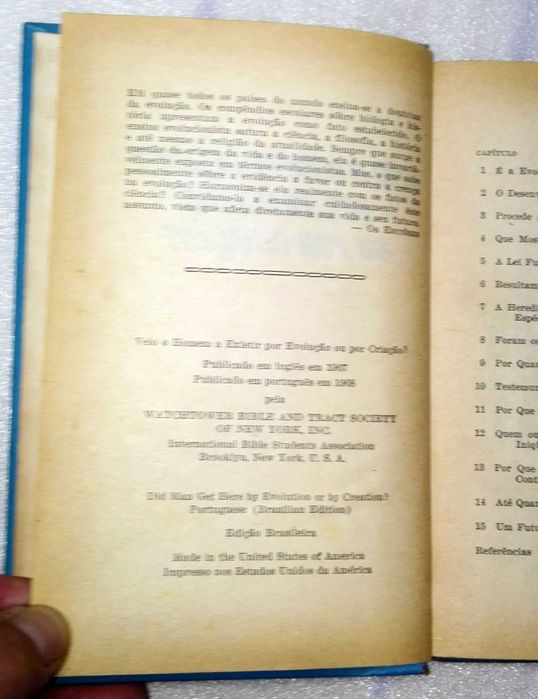 EM quase todos os países do mundo ensina-se a doutrina
da evolução. Os compêndios escolares sôbre biologia e his-
tória apresentam a evolução como fato estabelecido. O
ensino evolucionista satura a ciência, a filosofia, a história
e até mesmo a religião da atualidade. Sempre que surge a
questão da origem da vida e do homem, ela é quase invaria-
velmente exposta em têrmos evolucionistas. Mas, o que sabe
pessoalmente sôbre a evidência a favor ou contra a crença
na evolução? Harmoniza-se ela realmente com os fatos da
ciência? Convidamo-lo a examinar cuidadosamente êste
assunto, visto que afeta diretamente sua vida e seu futuro.
— Os Editôres
Veio o Homem a Existir por Evolução ou por Criação?
Publicado em inglês em 1967
Publicado em português em 1968
pela
WATCHTOWER BIBLE AND TRACT SOCIETY
OF NEW YORK, INC.
International Bible Students Association
Brooklyn, New York, U. S. A.
Did Man Get Here by Evolution or by Creation?
Portuguese (Brazilian Edition)
Edição Brasileira
Made in the United States of America
Impresso nos Estados Unidos da América
CAPÍTULO
1 É a Evo
2 O Desenv
3 Procede
4 Que Mos
5 A Lei Fu
6 Resultam
7 A Heredi
Espé
8 Foram os
9 Por Quan
10 Testemun
11 Por Que
12 Quem ou
Iniq
13 Por Que
Cont
14 Até Quan
15 Um Futu
Referências